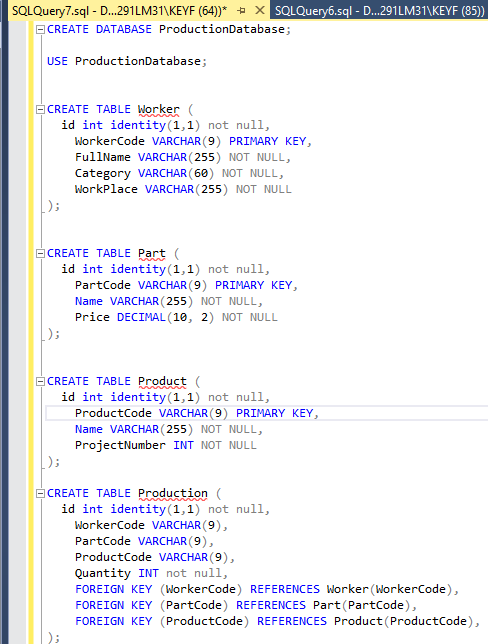 SQLQuery7.sql - D...291LM31\KEYF (64))* SQLQuery6.sql - D...291LM31\KEYF (85))
CREATE DATABASE ProductionDatabase;
USE ProductionDatabase;
CREATE TABLE Worker (
id int identity(1,1) not null,
WorkerCode VARCHAR(9) PRIMARY KEY,
FullName VARCHAR(255) NOT NULL,
Category VARCHAR(60) NOT NULL,
WorkPlace VARCHAR(255) NOT NULL
);
CREATE TABLE Part (
id int identity(1,1) not null,
PartCode VARCHAR(9) PRIMARY KEY,
Name VARCHAR(255) NOT NULL,
Price DECIMAL(10, 2) NOT NULL
);
CREATE TABLE Product (
id int identity(1,1) not null,
ProductCode VARCHAR(9) PRIMARY KEY,
Name VARCHAR(255) NOT NULL,
ProjectNumber INT NOT NULL
);
CREATE TABLE Production (
id int identity(1,1) not null,
WorkerCode VARCHAR(9),
PartCode VARCHAR(9),
ProductCode VARCHAR(9),
Quantity INT not null,
FOREIGN KEY (WorkerCode) REFERENCES Worker(WorkerCode),
FOREIGN KEY (PartCode) REFERENCES Part(PartCode),
FOREIGN KEY (ProductCode) REFERENCES Product(ProductCode),
);